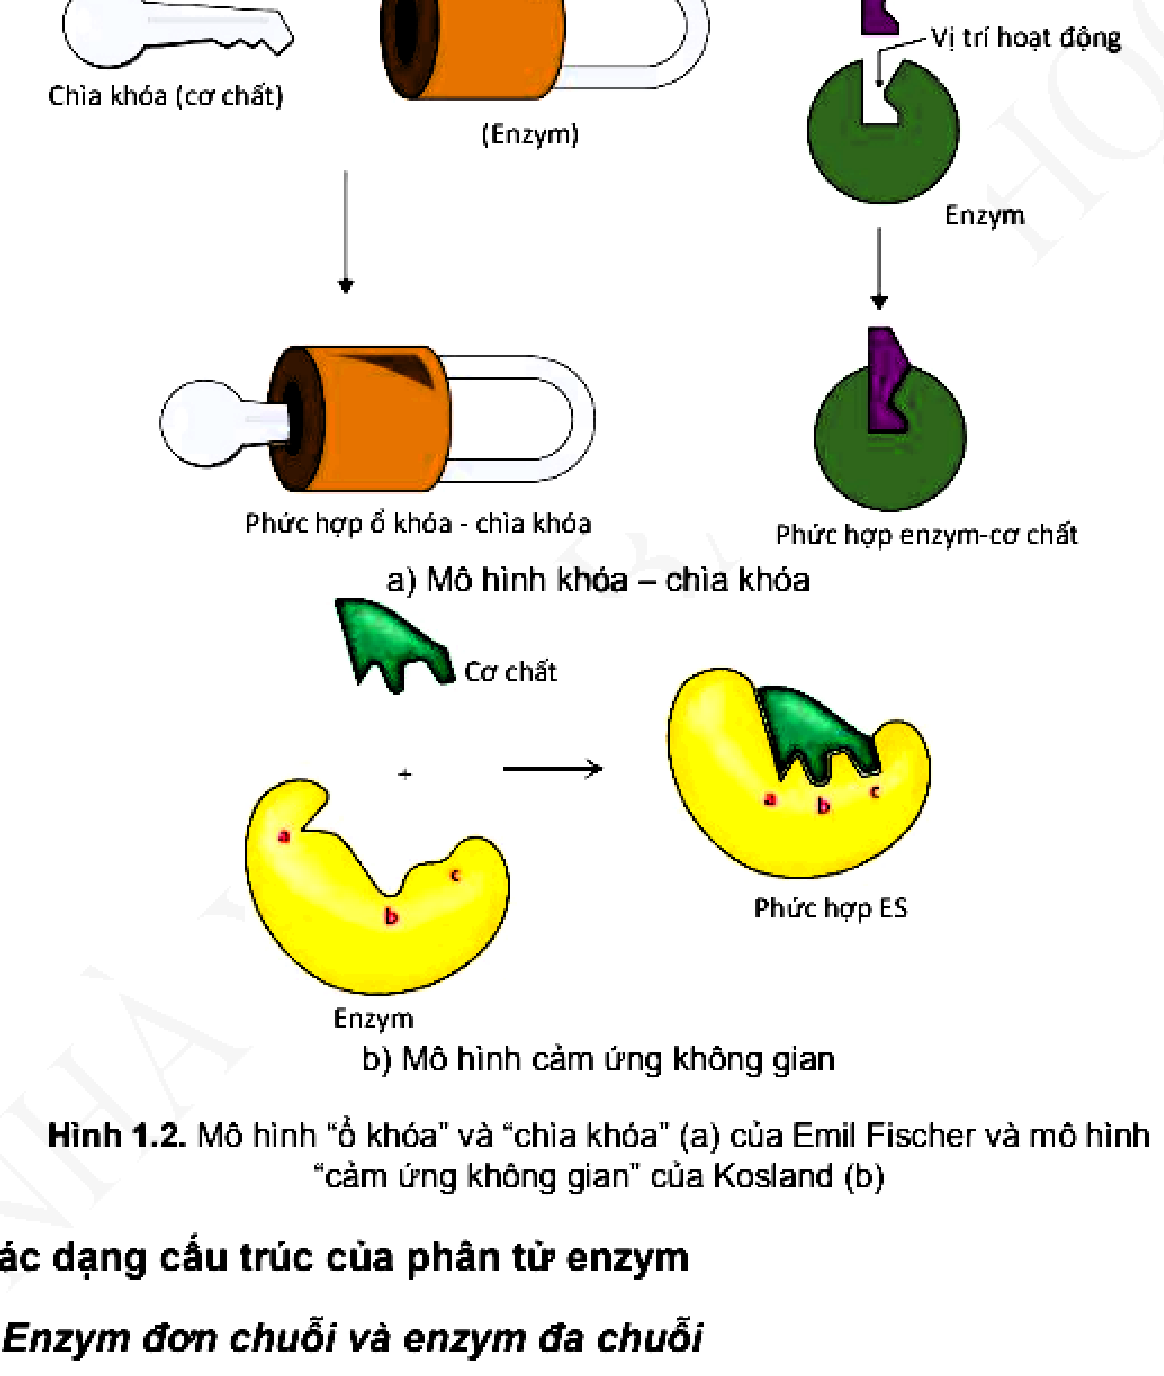 Vị trí hoạt động
Chìa khóa (cơ chất)
(Enzym)
Enzym
Phức hợp ổ khóa - chìa khóa
Phức hợp enzym-cơ chất
a) Mô hình khóa – chìa khóa
Cơ chất
+
a
b
c
a
b
c
Phức hợp ES
Enzym
b) Mô hình cảm ứng không gian
Hình 1.2. Mô hình “ổ khóa” và “chìa khóa” (a) của Emil Fischer và mô hình
“cảm ứng không gian” của Kosland (b)
ác dạng cấu trúc của phân tử enzym
Enzym đơn chuỗi và enzym đa chuỗi